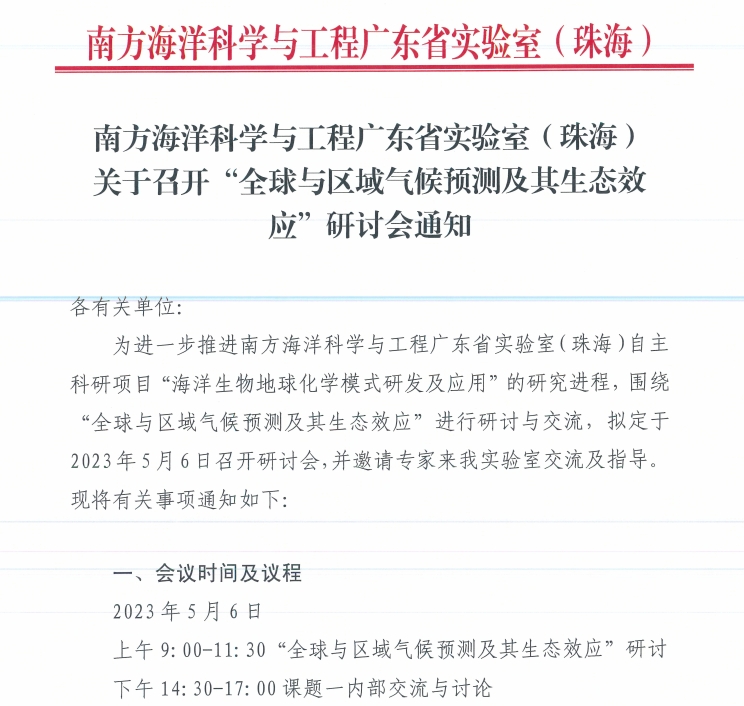 南方海洋科学与工程广东省实验室（珠海）
南方海洋科学与工程广东省实验室（珠海）
关于召开“全球与区域气候预测及其生态效
应”研讨会通知
各有关单位：
为进一步推进南方海洋科学与工程广东省实验室（珠海）自主
科研项目“海洋生物地球化学模式研发及应用”的研究进程，围绕
“全球与区域气候预测及其生态效应”进行研讨与交流，拟定于
2023年5月6日召开研讨会，并邀请专家来我实验室交流及指导。
现将有关事项通知如下：
一、会议时间及议程
2023年5月6日
上午9：00-11：30“全球与区域气候预测及其生态效应”研讨
下午14：30-17：00课题一内部交流与讨论